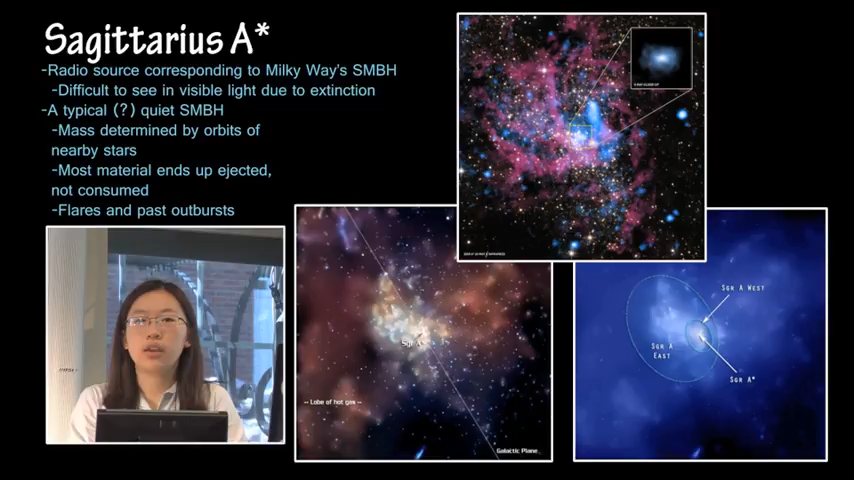 Sagittarius A*
-Radio source corresponding to Milky Way's SMBH
-Difficult to see in visible light due to extinction
-A typical (?) quiet SMBH
-Mass determined by orbits of
nearby stars
-Most material ends up ejected,
not consumed
-Flares and past outbursts
Sgr A*
-- Lobe of hot gas --
Galactic Plane
Sgr A West
Sgr A
East
Sgr A*